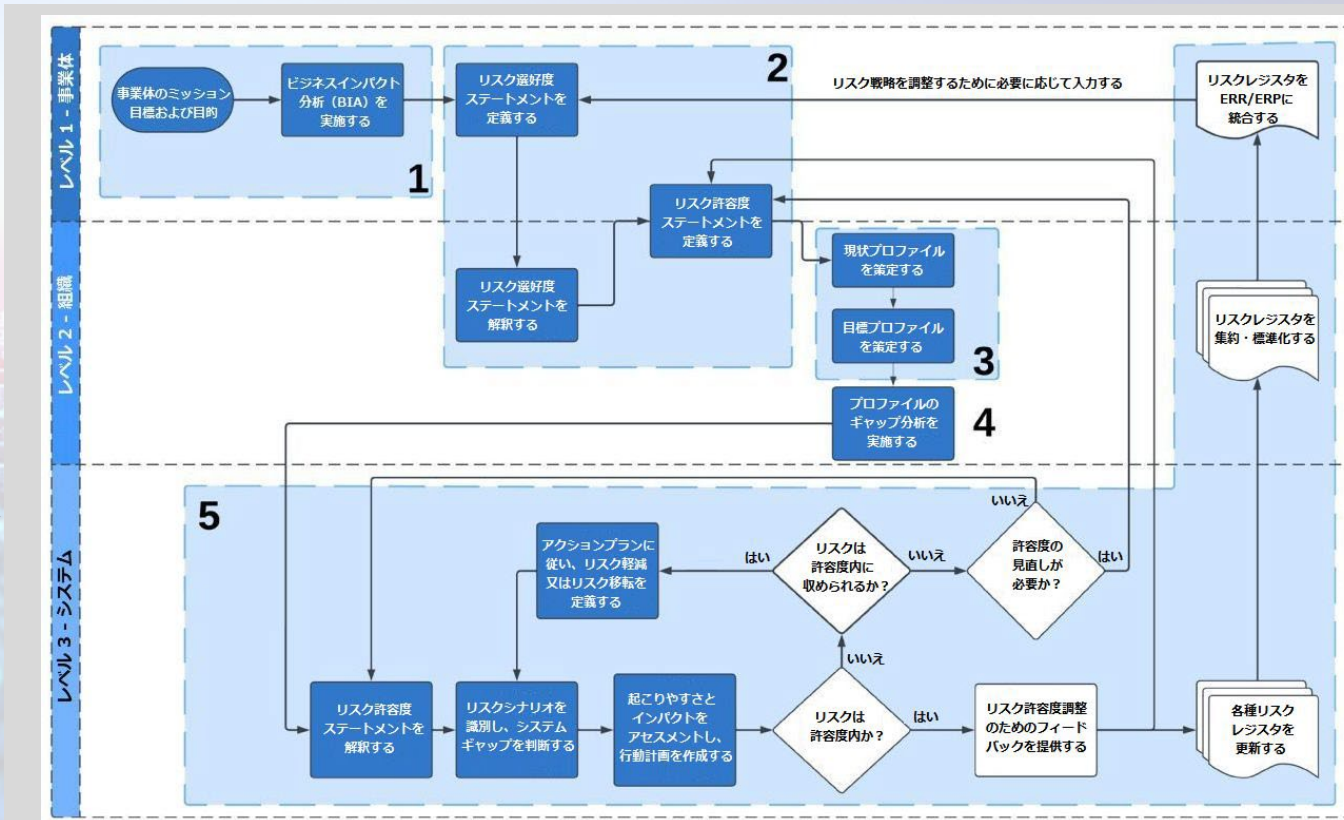 レベル 1 - 事業体
事業体のミッション
目標および目的
ビジネスインパクト
分析（BIA）を
実施する
1
リスク選好度
ステートメントを
定義する
2
リスク戦略を調整するために必要に応じて入力する
リスクレジスタを
ERR/ERPに
統合する
リスク許容度
ステートメントを
定義する
レベル 2 - 組織
リスク選好度
ステートメントを
解釈する
現状プロファイル
を策定する
目標プロファイル
を策定する
3
プロファイルの
ギャップ分析を
実施する
4
リスクレジスタを
集約・標準化する
レベル 3 - システム
5
アクションプランに
従い、リスク軽減
又はリスク移転を
定義する
はい
リスクは
許容度内に
収められるか？
いいえ
いいえ
許容度の
見直しが
必要か？
はい
いいえ
リスク許容度
ステートメントを
解釈する
リスクシナリオを
識別し、システム
ギャップを判断する
起こりやすさと
インパクトを
アセスメントし、
行動計画を作成する
リスクは
許容度内か？
はい
リスク許容度調整
のためのフィード
バックを提供する
各種リスク
レジスタを
更新する